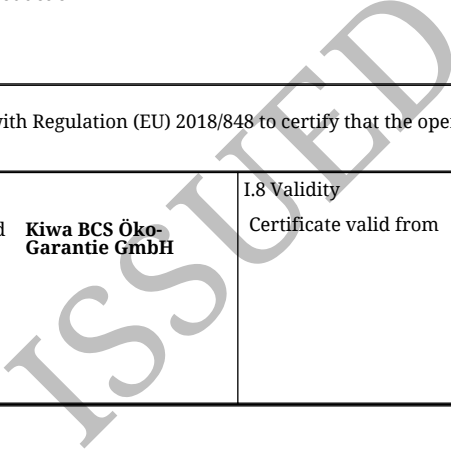 with Regulation (EU) 2018/848 to certify that the
I.8 Validity
Kiwa BCS Öko-
Garantie GmbH
Certificate valid from
ISSUED